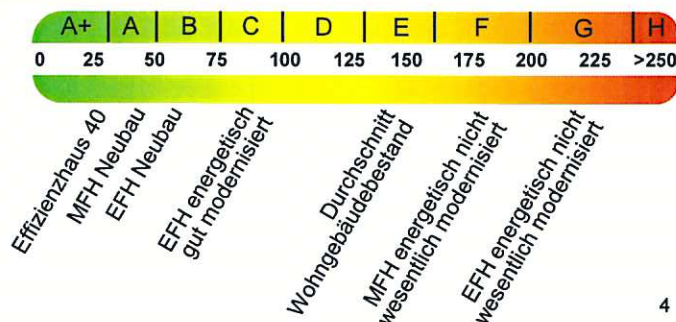 A+ A B C D E F G H
0 25 50 75 100 125 150 175 200 225 >250
Effizienzhaus 40
MFH Neubau
EFH Neubau
EFH energetisch
gut modernisiert
Durchschnitt
Wohngebäudebestand
MFH energetisch nicht
wesentlich modernisiert
EFH energetisch nicht
wesentlich modernisiert
4